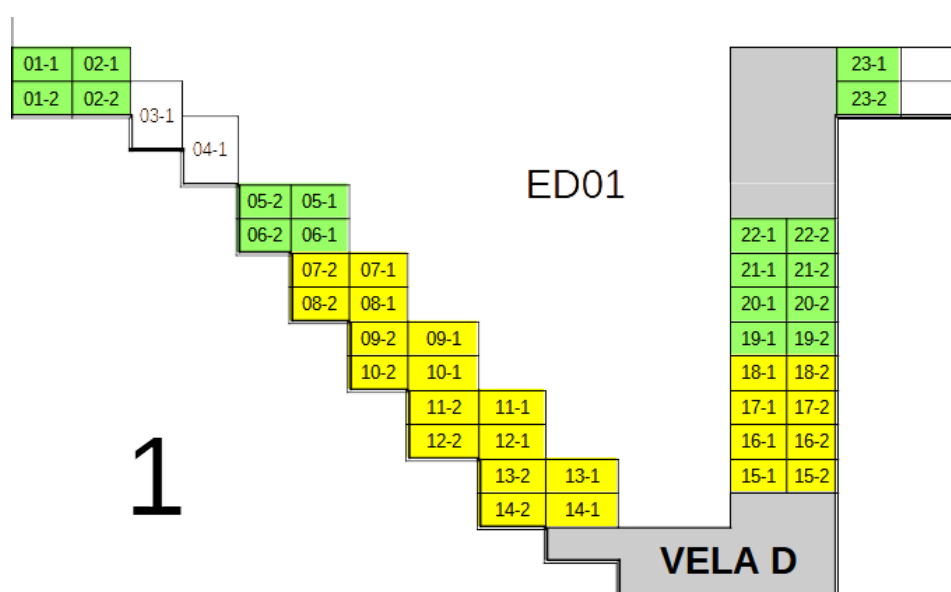 01-1 02-1 23-1
01-2 02-2 23-2
03-1
04-1
05-2 05-1 ED01
06-2 06-1 22-1 22-2
07-2 07-1 21-1 21-2
08-2 08-1 20-1 20-2
09-2 09-1 19-1 19-2
10-2 10-1 18-1 18-2
11-2 11-1 17-1 17-2
12-2 12-1 16-1 16-2
1 13-2 13-1 15-1 15-2
14-2 14-1
VELA D